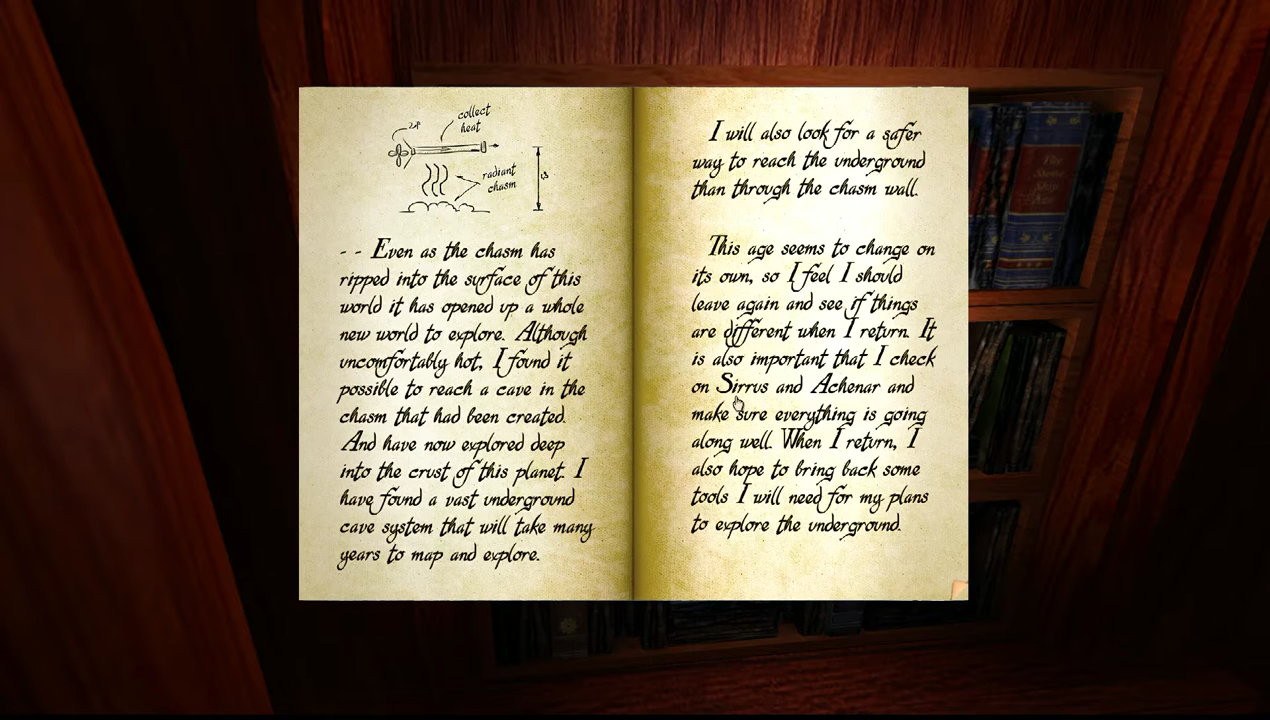 collect
heat
radiant
chasm
- - Even as the chasm has
ripped into the surface of this
world it has opened up a whole
new world to explore. Although
uncomfortably hot, I found it
possible to reach a cave in the
chasm that had been created.
And have now explored deep
into the crust of this planet. I
have found a vast underground
cave system that will take many
years to map and explore.
I will also look for a safer
way to reach the underground
than through the chasm wall.
This age seems to change on
its own, so I feel I should
leave again and see if things
are different when I return. It
is also important that I check
on Sirrus and Achenar and
make sure everything is going
along well. When I return, I
also hope to bring back some
tools I will need for my plans
to explore the underground.
The